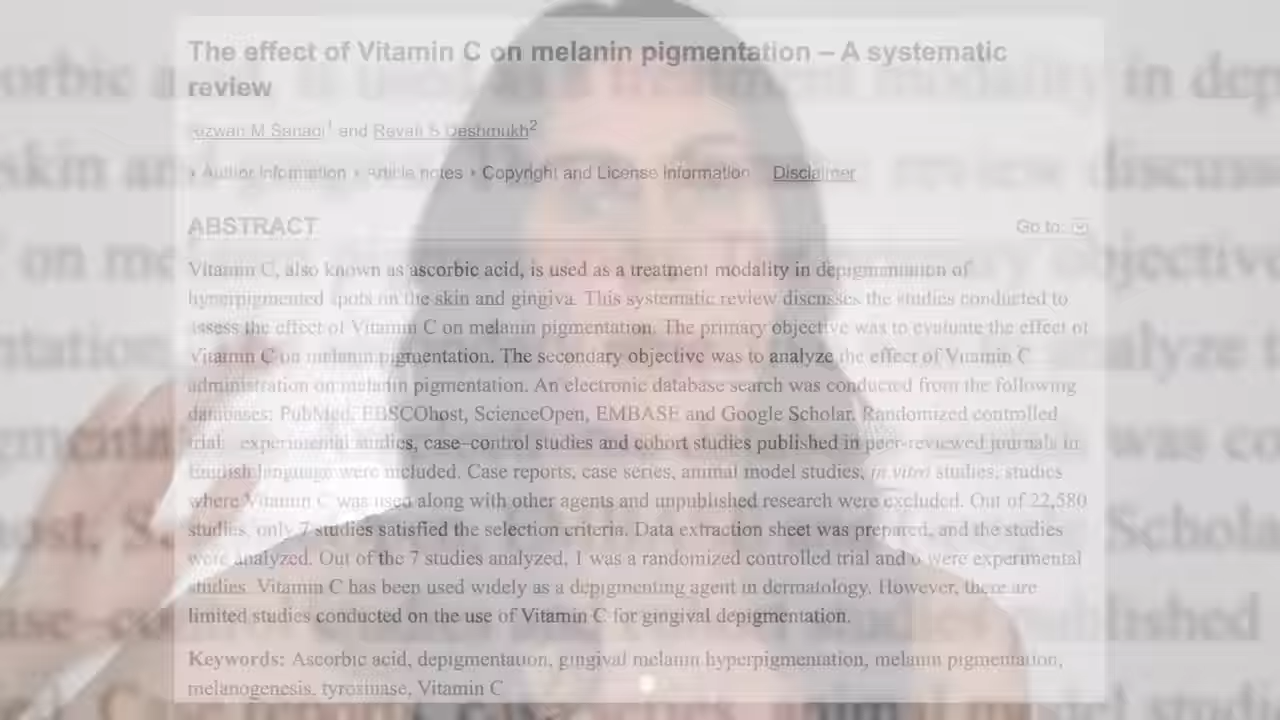 The effect of Vitamin C on melanin pigmentation – A systematic
review
Rizwan M Sanadi1 and Revati S Deshmukh2
Author information Article notes Copyright and License information Disclaimer
ABSTRACT
Go to:
Vitamin C, also known as ascorbic acid, is used as a treatment modality in depigmentation of
hyperpigmented spots on the skin and gingiva. This systematic review discusses the studies conducted to
assess the effect of Vitamin C on melanin pigmentation. The primary objective was to evaluate the effect of
Vitamin C on melanin pigmentation. The secondary objective was to analyze the effect of Vitamin C
administration on melanin pigmentation. An electronic database search was conducted from the following
databases: PubMed, EBSCOhost, ScienceOpen, EMBASE and Google Scholar. Randomized controlled
trial, experimental studies, case–control studies and cohort studies published in peer-reviewed journals in
English language were included. Case reports, case series, animal model studies, in vitro studies, studies
where Vitamin C was used along with other agents and unpublished research were excluded. Out of 22,580
studies, only 7 studies satisfied the selection criteria. Data extraction sheet was prepared, and the studies
were analyzed. Out of the 7 studies analyzed, 1 was a randomized controlled trial and 6 were experimental
studies. Vitamin C has been used widely as a depigmenting agent in dermatology. However, there are
limited studies conducted on the use of Vitamin C for gingival depigmentation.
Keywords: Ascorbic acid, depigmentation, gingival melanin hyperpigmentation, melanin pigmentation,
melanogenesis, tyrosinase, Vitamin C